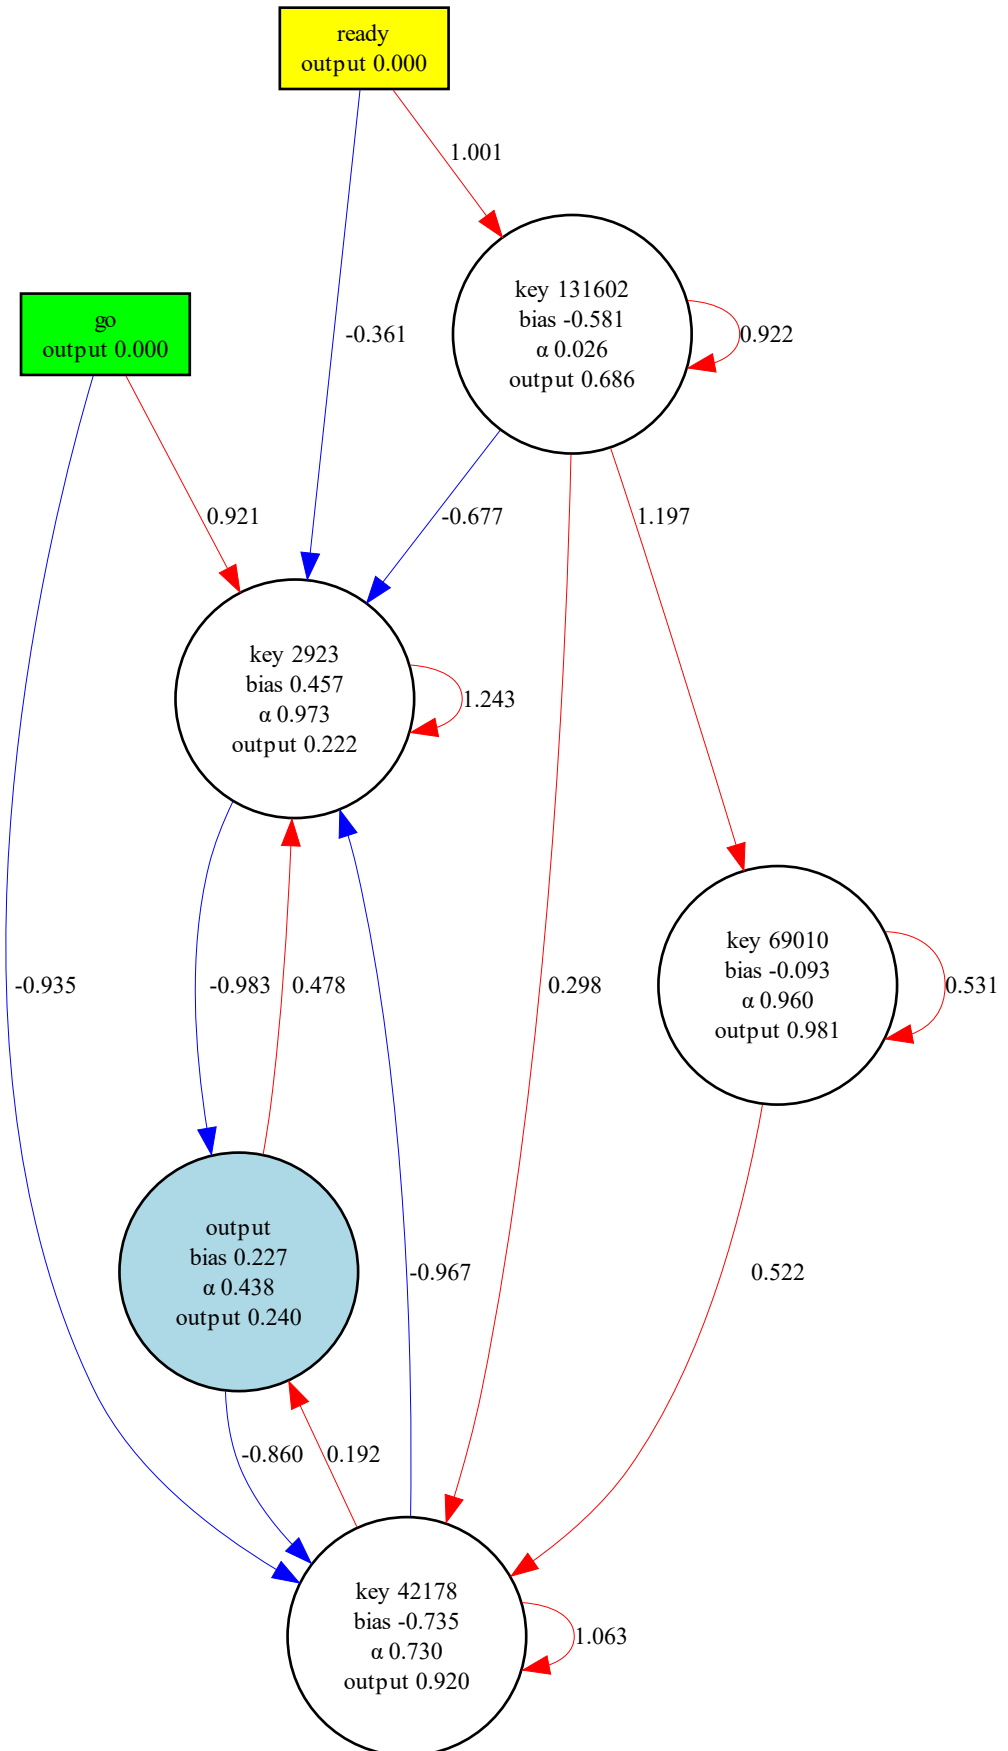 ready
output 0.000
1.001
key 131602
bias -0.581
α 0.026
output 0.686
0.922
go
output 0.000
-0.361
0.921
-0.677
1.197
key 2923
bias 0.457
α 0.973
output 0.222
1.243
key 69010
bias -0.093
α 0.960
output 0.981
0.531
-0.935
-0.983
0.478
0.298
output
bias 0.227
α 0.438
output 0.240
-0.967
0.522
-0.860
0.192
key 42178
bias -0.735
α 0.730
output 0.920
1.063